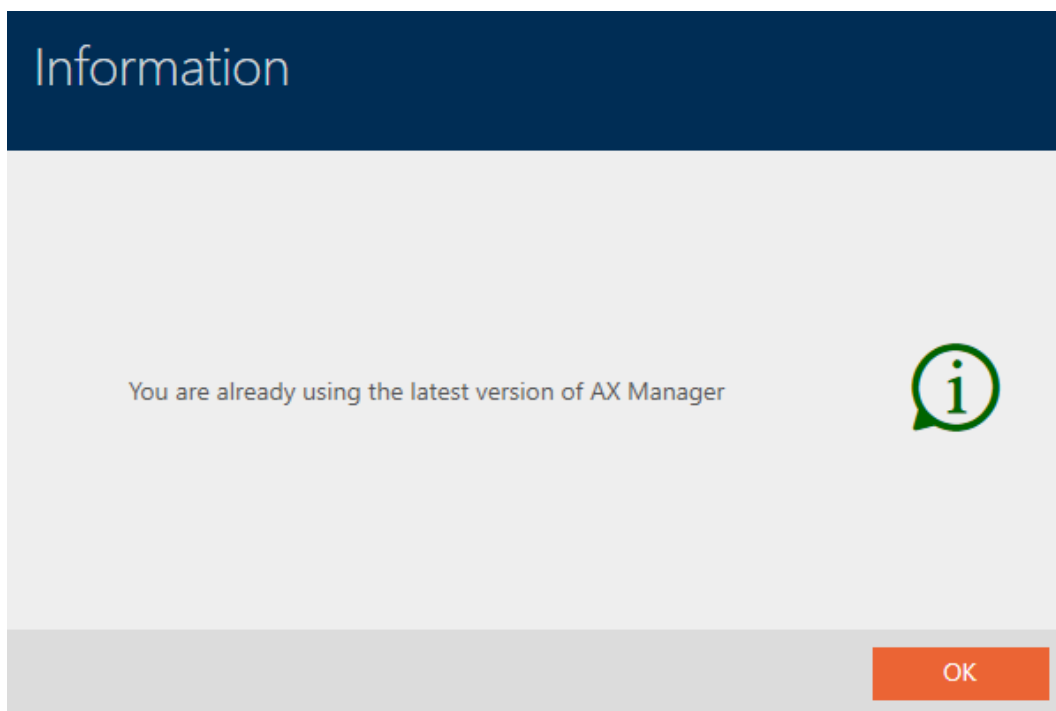 Information
You are already using the latest version of AX Manager
i
OK